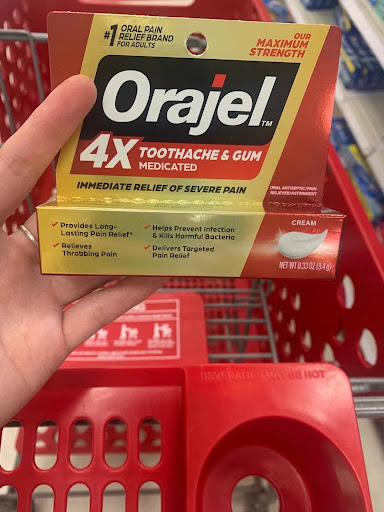 #1 ORAL PAIN
RELIEF BRAND
FOR ADULTS
OUR
MAXIMUM
STRENGTH
Orajel™
4X TOOTHACHE & GUM
MEDICATED
IMMEDIATE RELIEF OF SEVERE PAIN
ORAL ANTISEPTIC/PAIN
RELIEVER/ASTRINGENT
✓ Provides Long-
Lasting Pain Relief*
✓ Relieves
Throbbing Pain
✓ Helps Prevent Infection
& Kills Harmful Bacteria
✓ Delivers Targeted
Pain Relief
CREAM
NET WT 0.33 OZ (9.4 g)
BEVERAGES MAY BE HOT